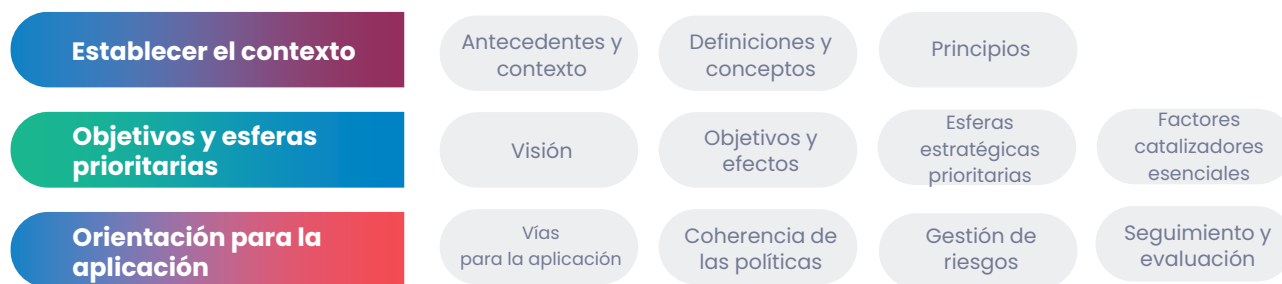 Establecer el contexto
Antecedentes y
contexto
Definiciones y
conceptos
Principios
Objetivos y esferas
prioritarias
Visión
Objetivos y
efectos
Esferas
estratégicas
prioritarias
Factores
catalizadores
esenciales
Orientación para la
aplicación
Vías
para la aplicación
Coherencia de
las políticas
Gestión de
riesgos
Seguimiento y
evaluación